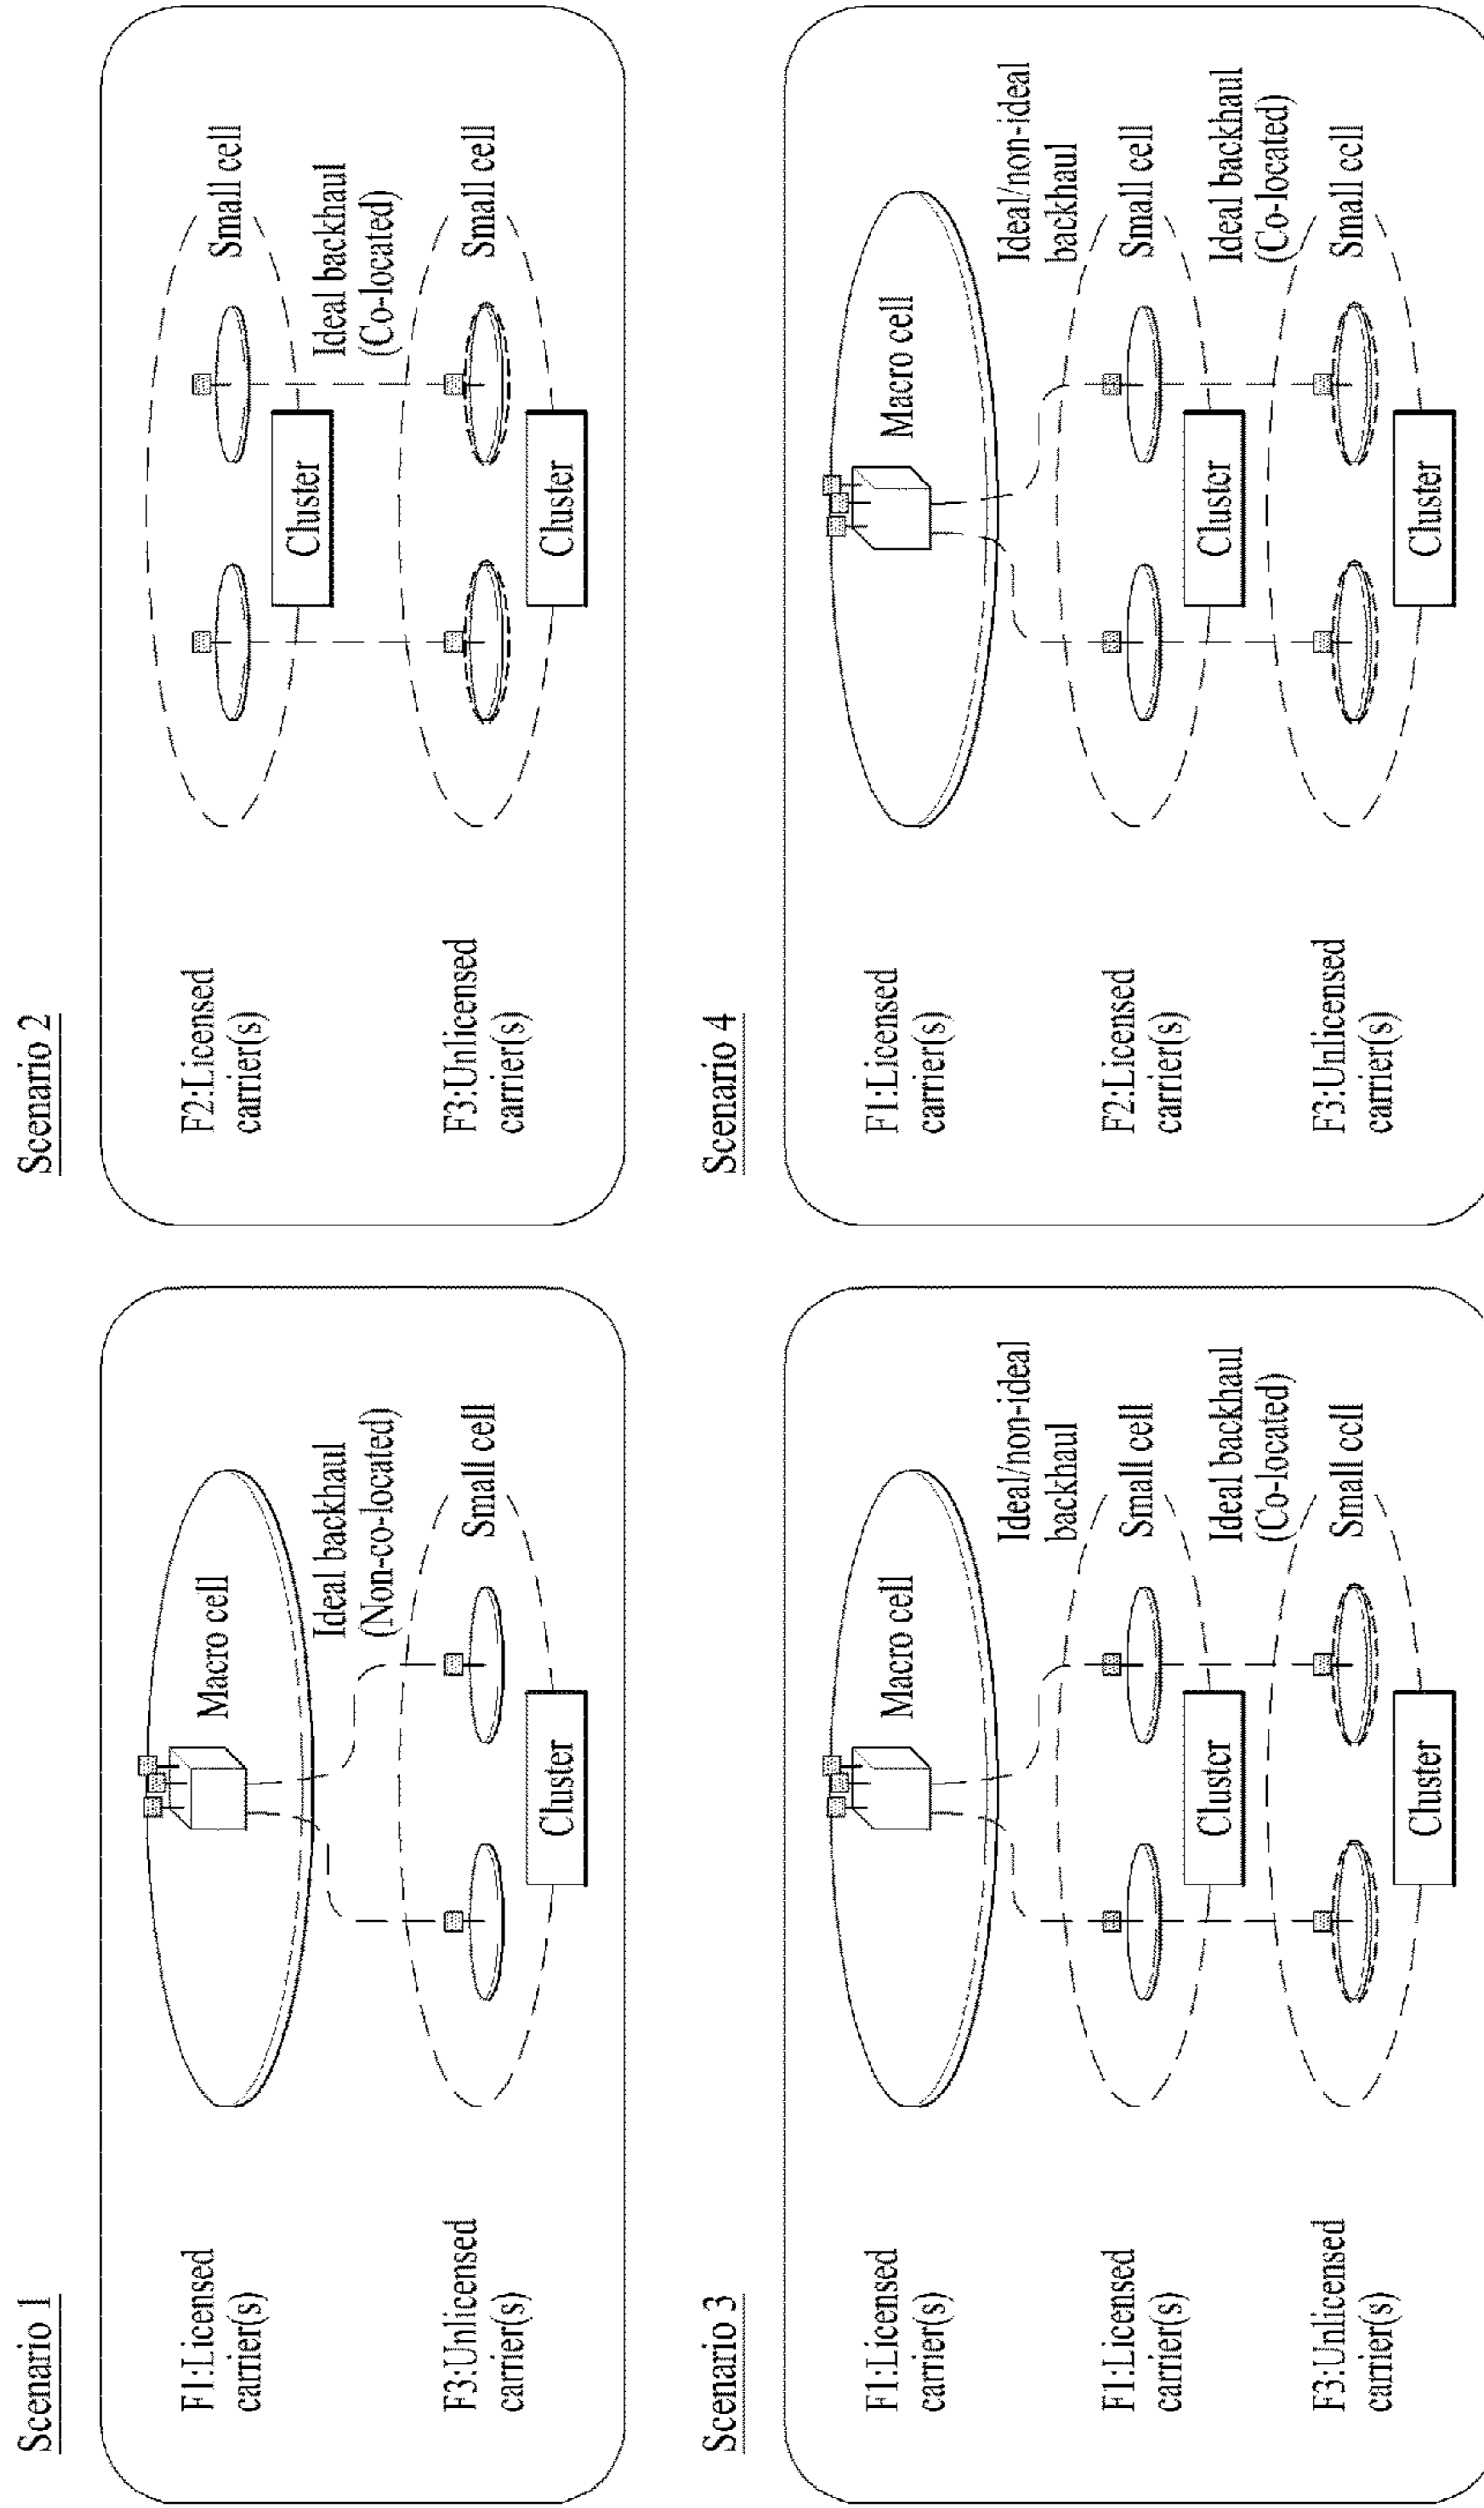 Scenario 1
F1:Licensed
carrier(s)
Macro cell
Ideal backhaul
(Non-co-located)
F3:Unlicensed
carrier(s)
Small cell
Cluster
Scenario 2
F2:Licensed
carrier(s)
Small cell
Cluster
Ideal backhaul
(Co-located)
F3:Unlicensed
carrier(s)
Small cell
Cluster
Scenario 3
F1:Licensed
carrier(s)
Macro cell
Ideal/non-ideal
backhaul
F1:Licensed
carrier(s)
Small cell
Cluster
Ideal backhaul
(Co-located)
F3:Unlicensed
carrier(s)
Small cell
Cluster
Scenario 4
F1:Licensed
carrier(s)
Macro cell
Ideal/non-ideal
backhaul
F2:Licensed
carrier(s)
Small cell
Cluster
Ideal backhaul
(Co-located)
F3:Unlicensed
carrier(s)
Small cell
Cluster